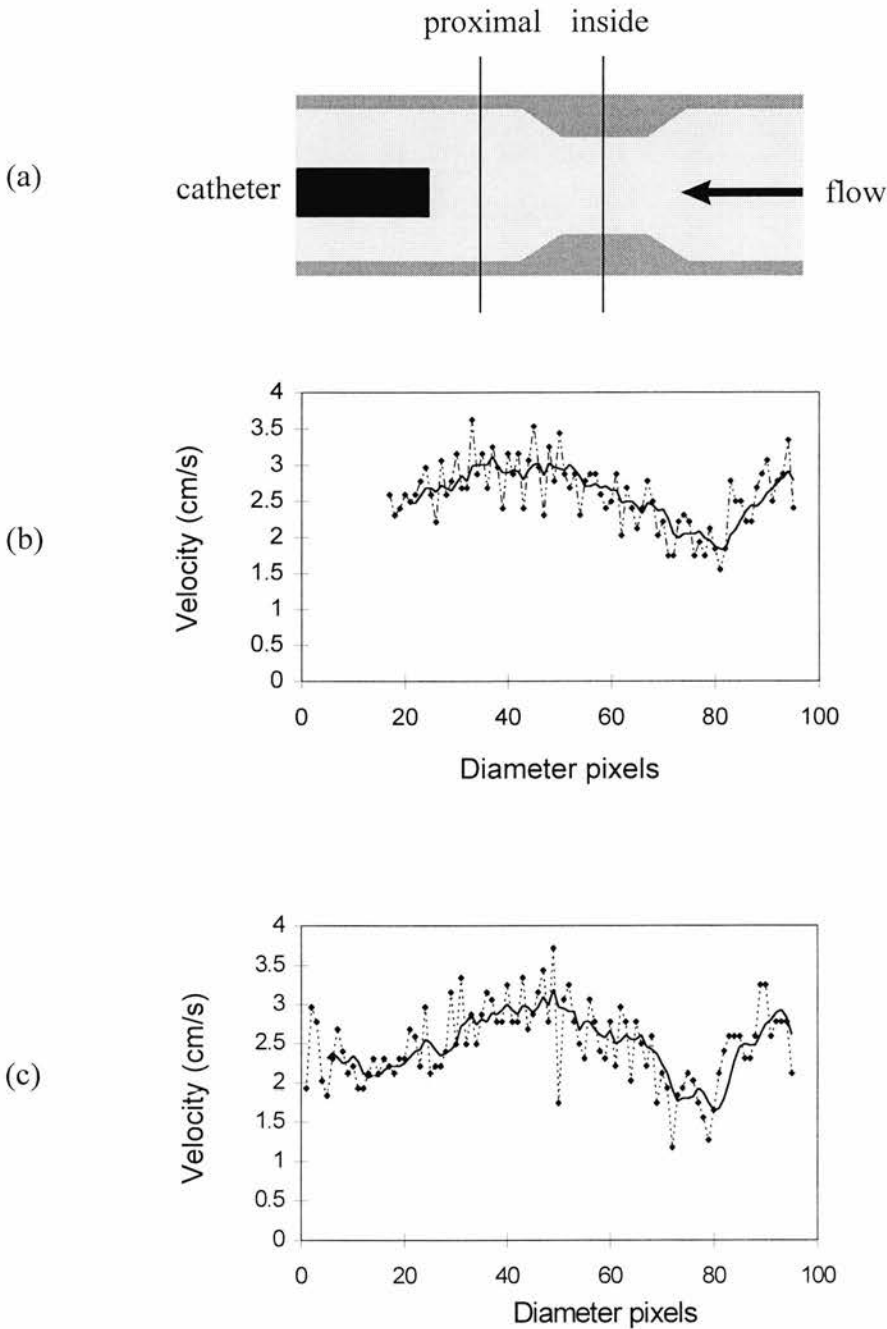 proximal inside
(a)
catheter
flow
(b)
Velocity (cm/s)
4
3.5
3
2.5
2
1.5
1
0.5
0
0 20 40 60 80 100
Diameter pixels
(c)
Velocity (cm/s)
4
3.5
3
2.5
2
1.5
1
0.5
0
0 20 40 60 80 100
Diameter pixels